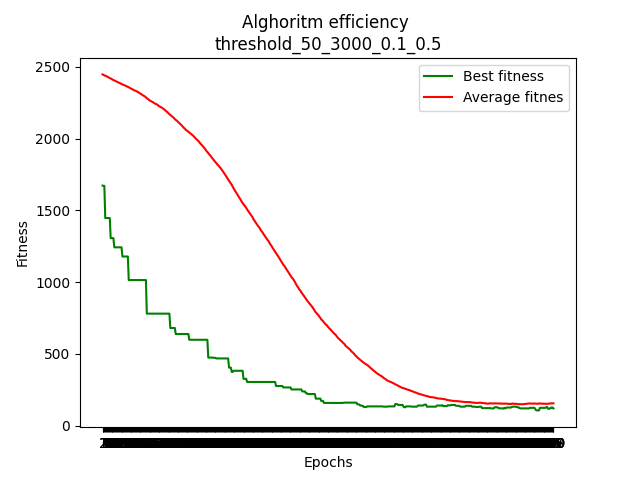 Alghoritm efficiency
threshold_50_3000_0.1_0.5
Best fitness
Average fitnes
2500
2000
1500
1000
500
0
Fitness
Epochs